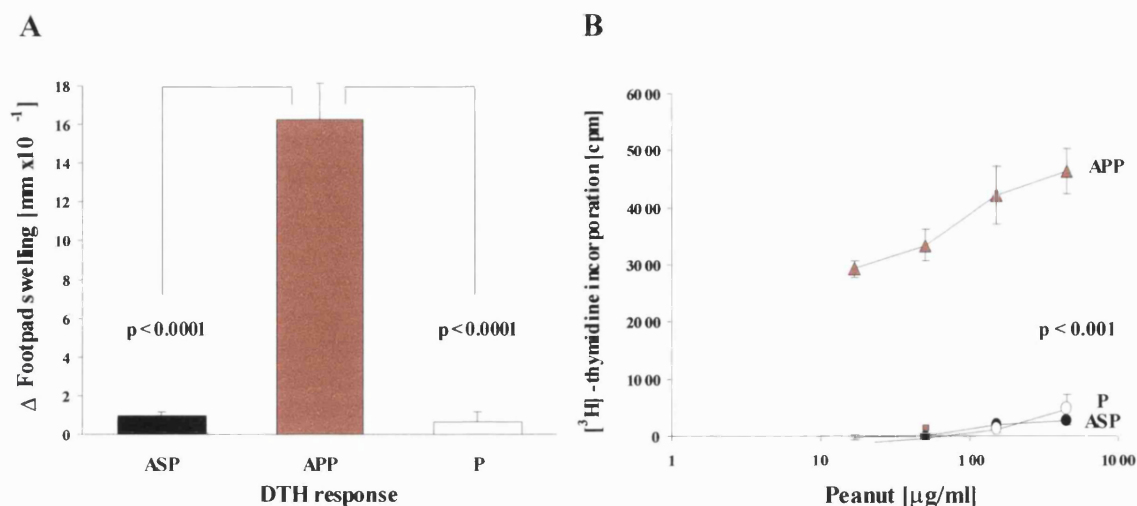 A
Δ Footpad swelling [mm x10 -1]
18
16
14
12
10
8
6
4
2
0
p < 0.0001
p < 0.0001
ASP
APP
P
DTH response
B
[3H] -thymidine incorporation [cpm]
6000
5000
4000
3000
2000
1000
0
APP
p < 0.001
P
ASP
1
10
100
1000
Peanut [µg/ml]